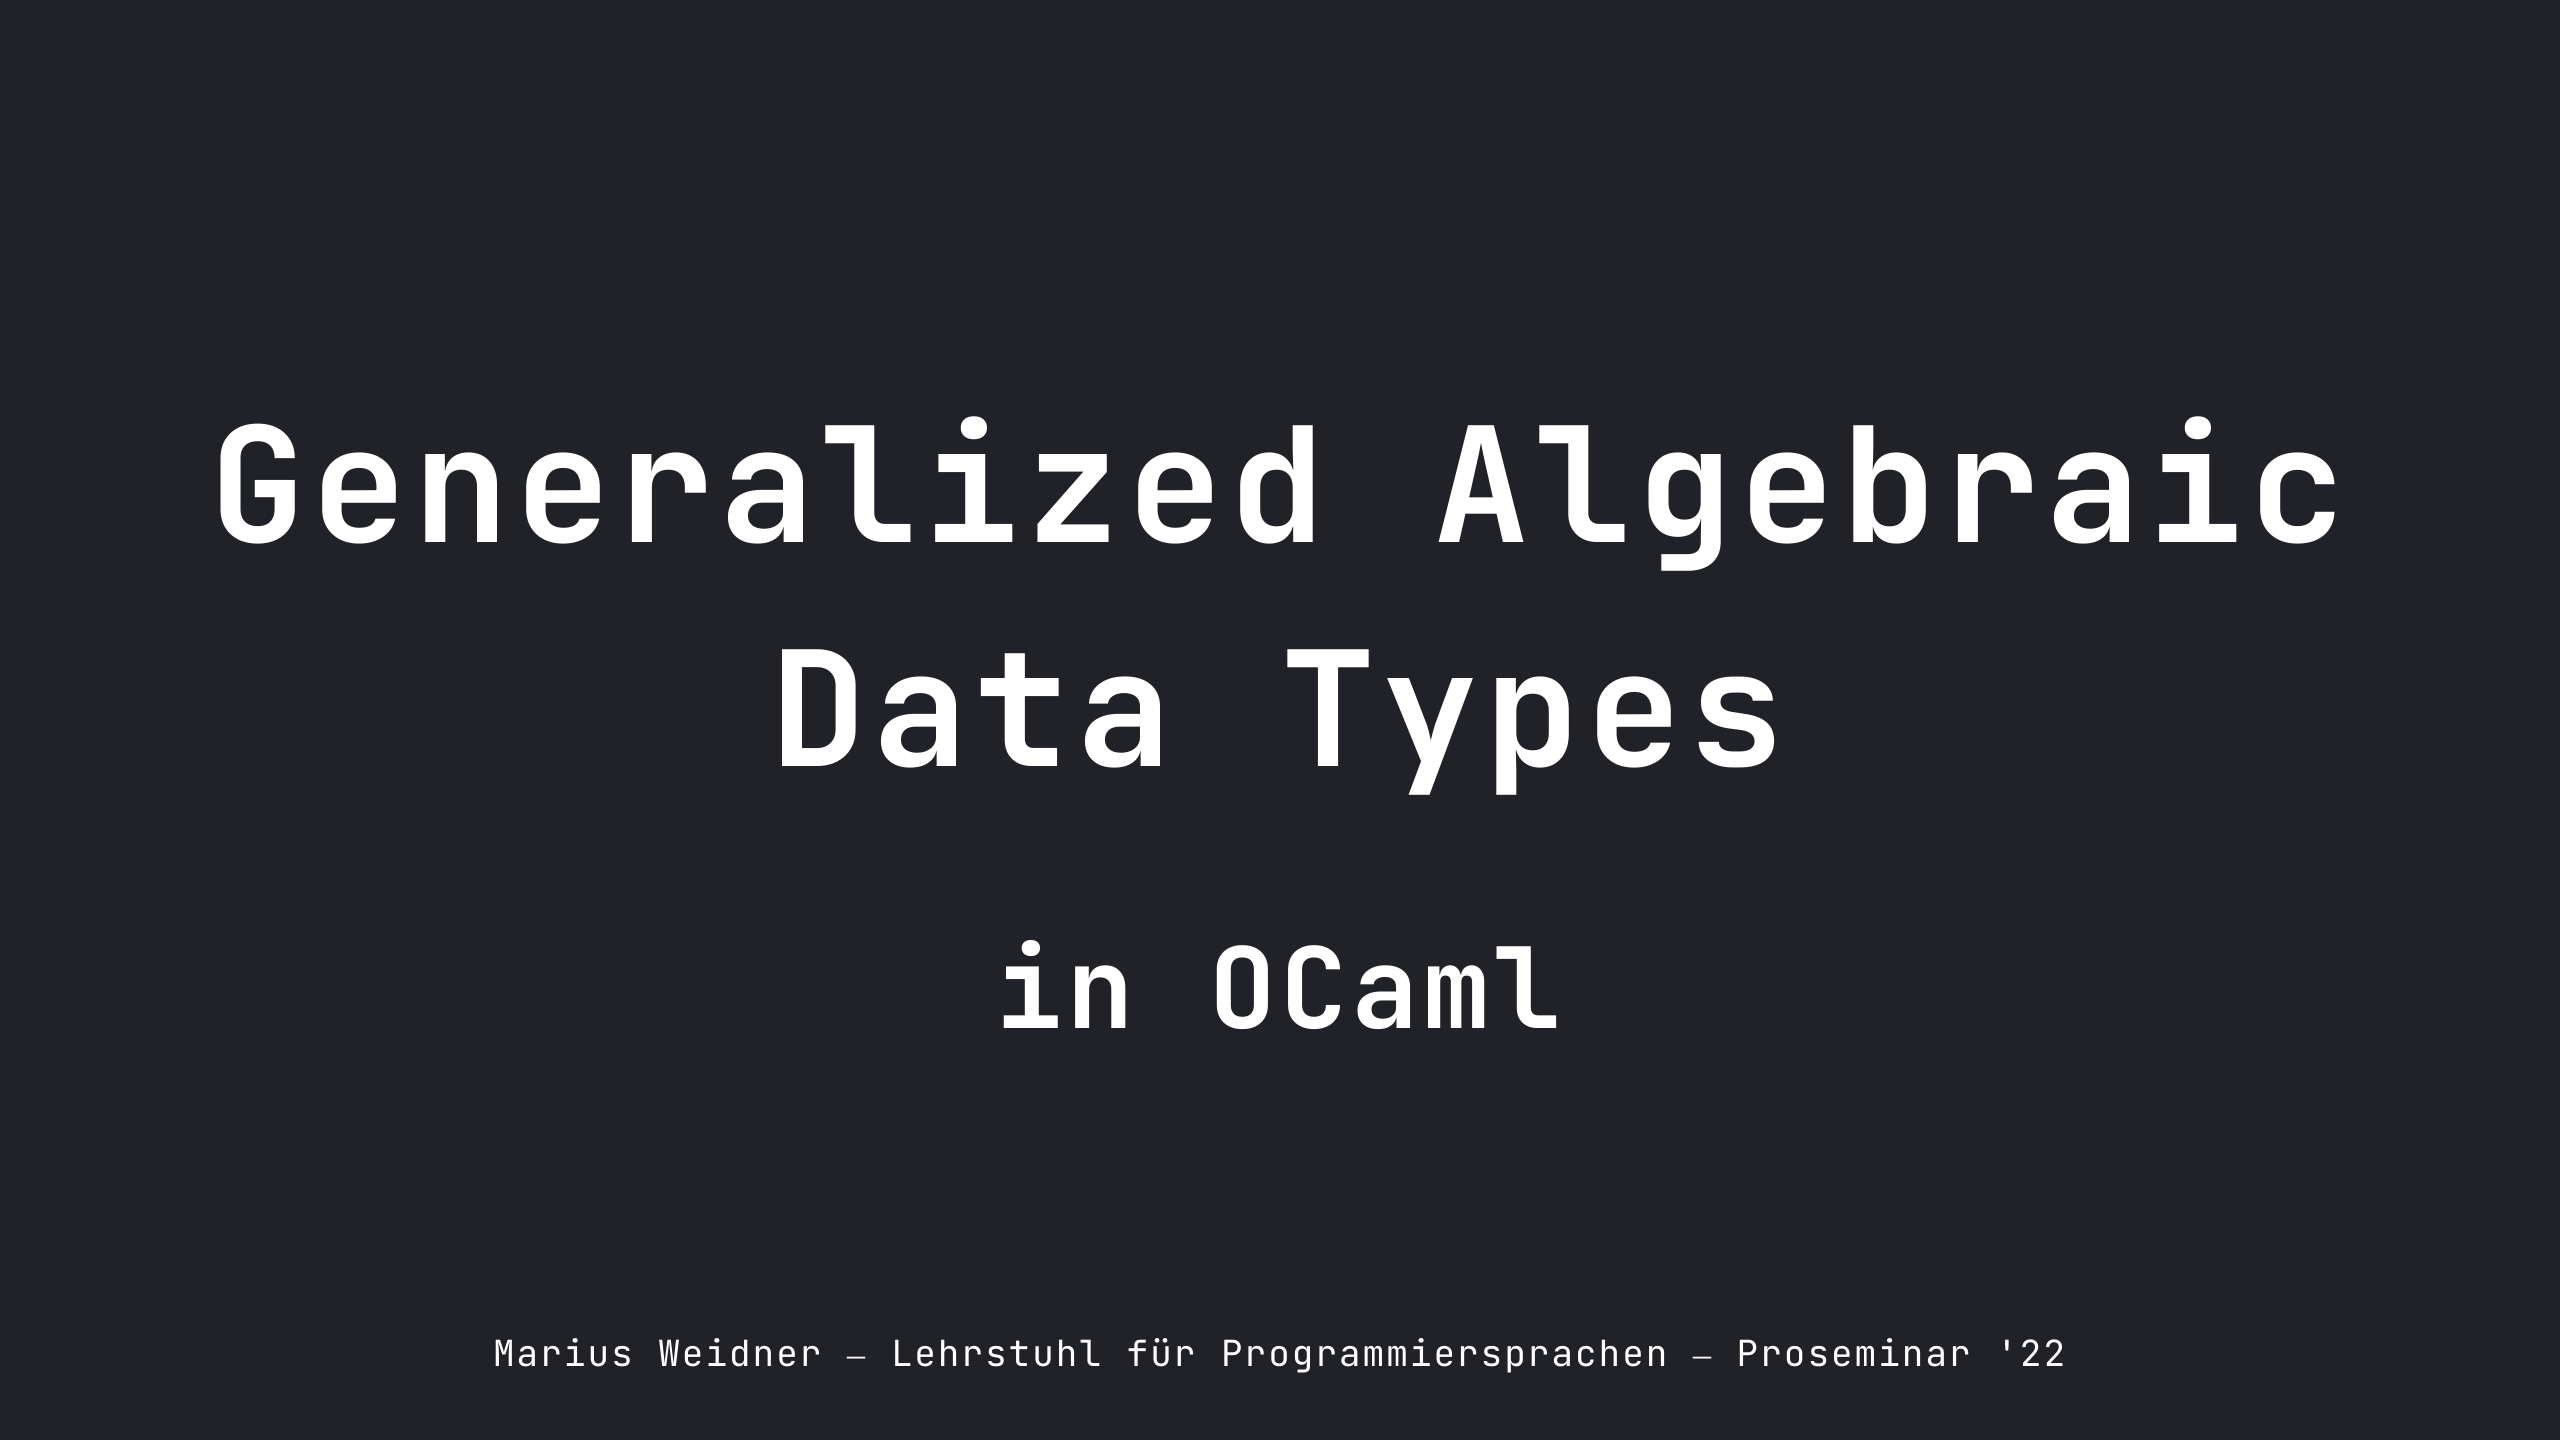 Generalized Algebraic
Data Types
in OCaml
Marius Weidner – Lehrstuhl für Programmiersprachen – Proseminar '22